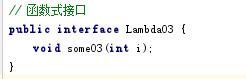 // 函数式接口
public interface Lambda03 {
    void some03(int i);
}